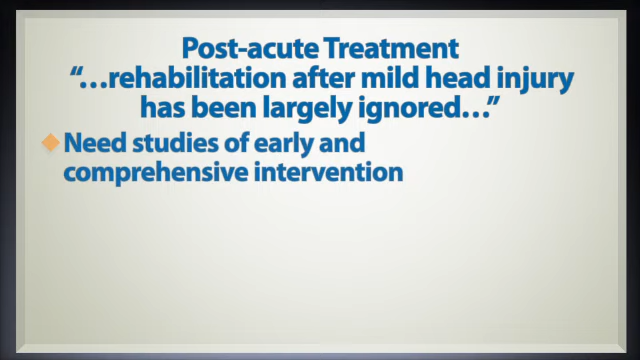 Post-acute Treatment
“…rehabilitation after mild head injury
has been largely ignored…”
Need studies of early and
comprehensive intervention